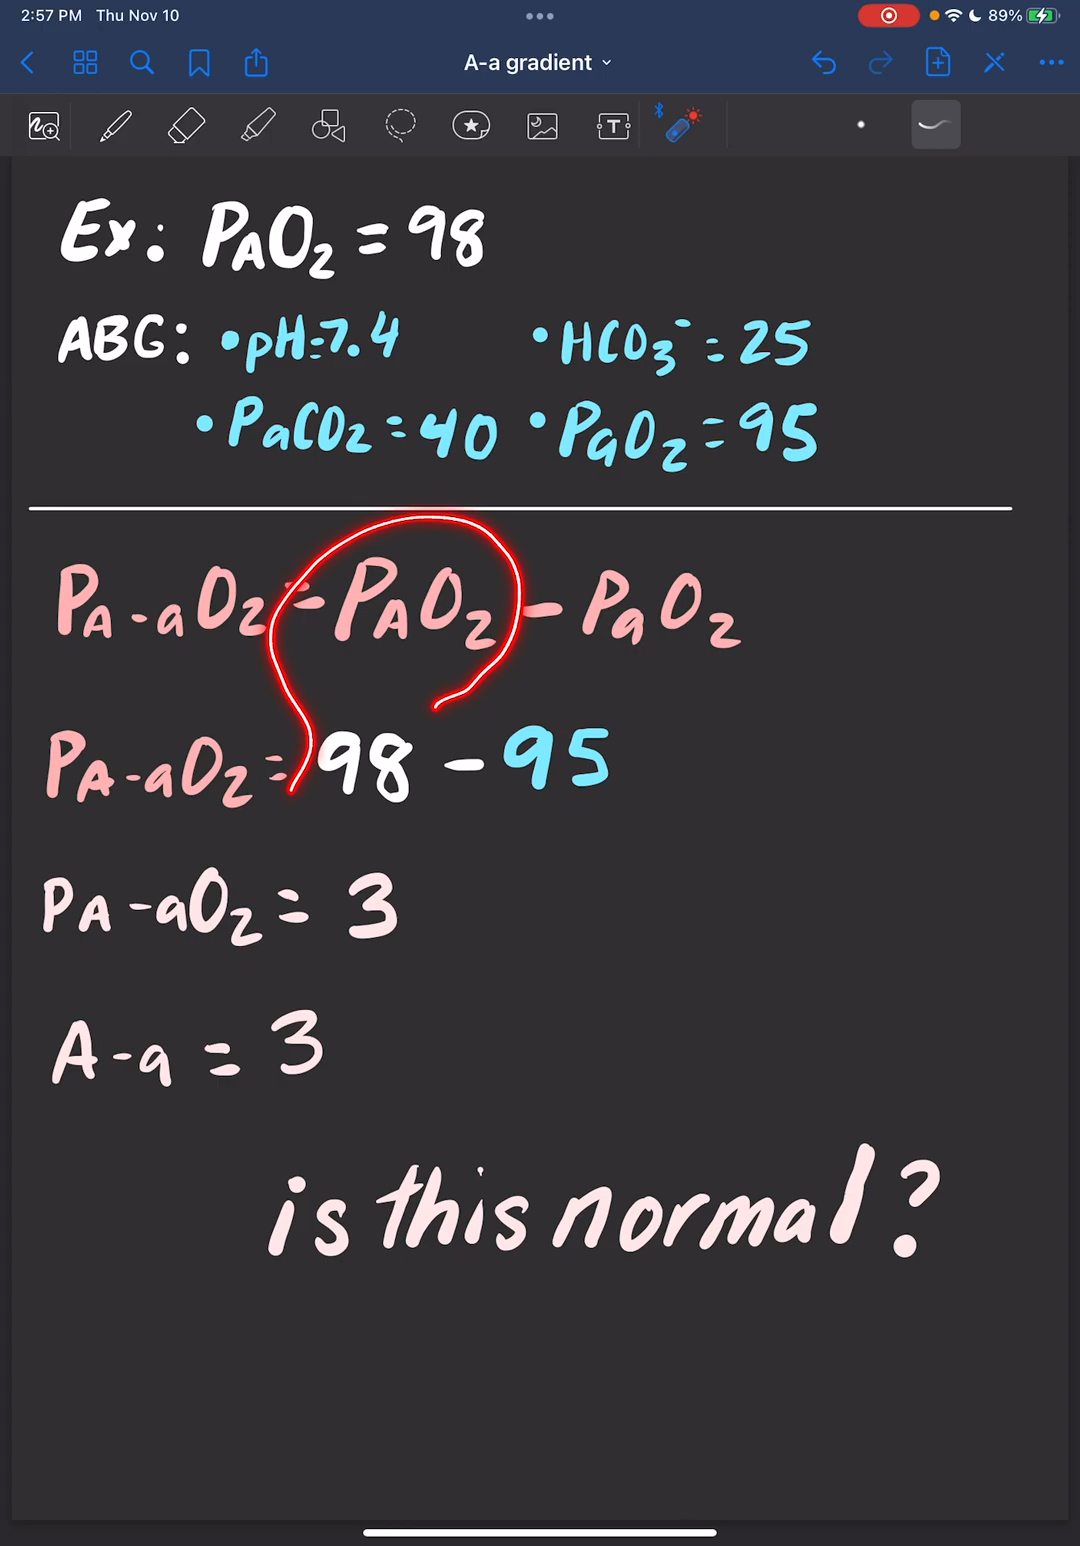 2:57 PM Thu Nov 10 89%
A-a gradient
T
Ex: PAO2 = 98
ABG: • pH=7.4 • HCO3⁻ = 25
• PaCO2 = 40 • PaO2 = 95
PA-aO2 = PAO2 - PaO2
PA-aO2 = 98 - 95
PA-aO2 = 3
A-a = 3
is this normal?